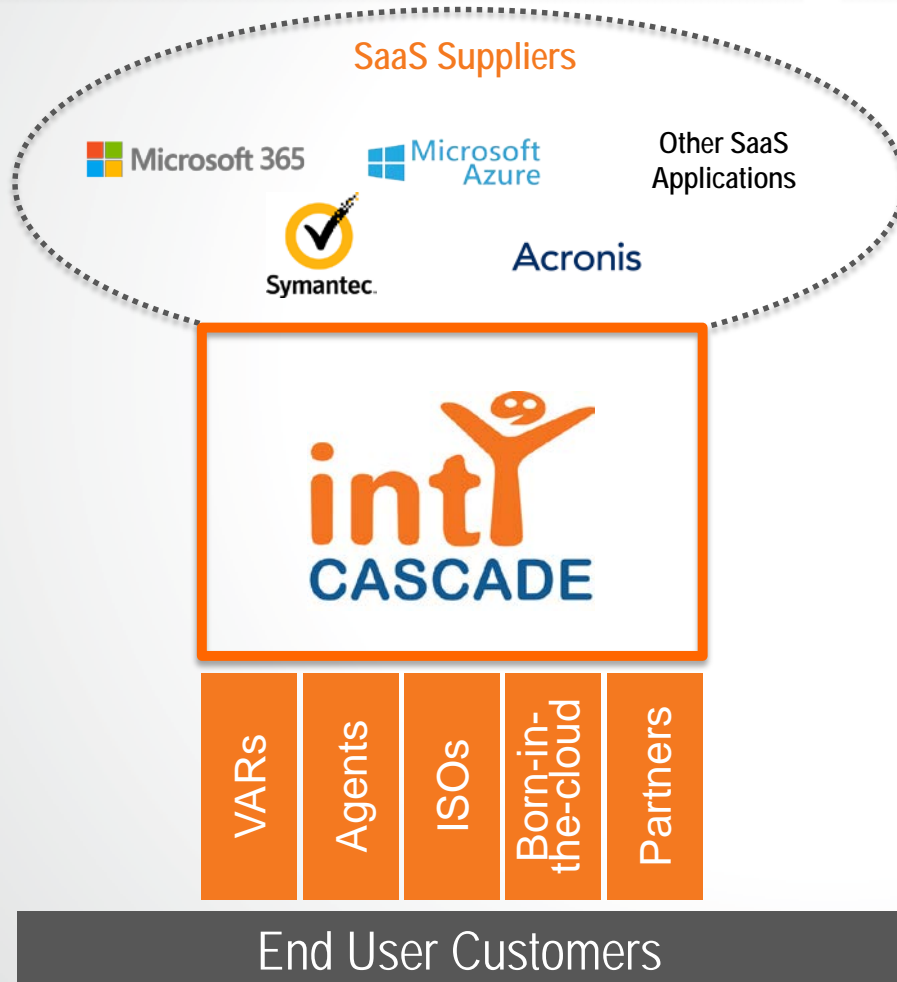 SaaS Suppliers
Microsoft 365
Microsoft
Azure
Other SaaS
Applications
Symantec.
Acronis
intY
CASCADE
VARs
Agents
ISOs
Born-in-
the-cloud
Partners
End User Customers